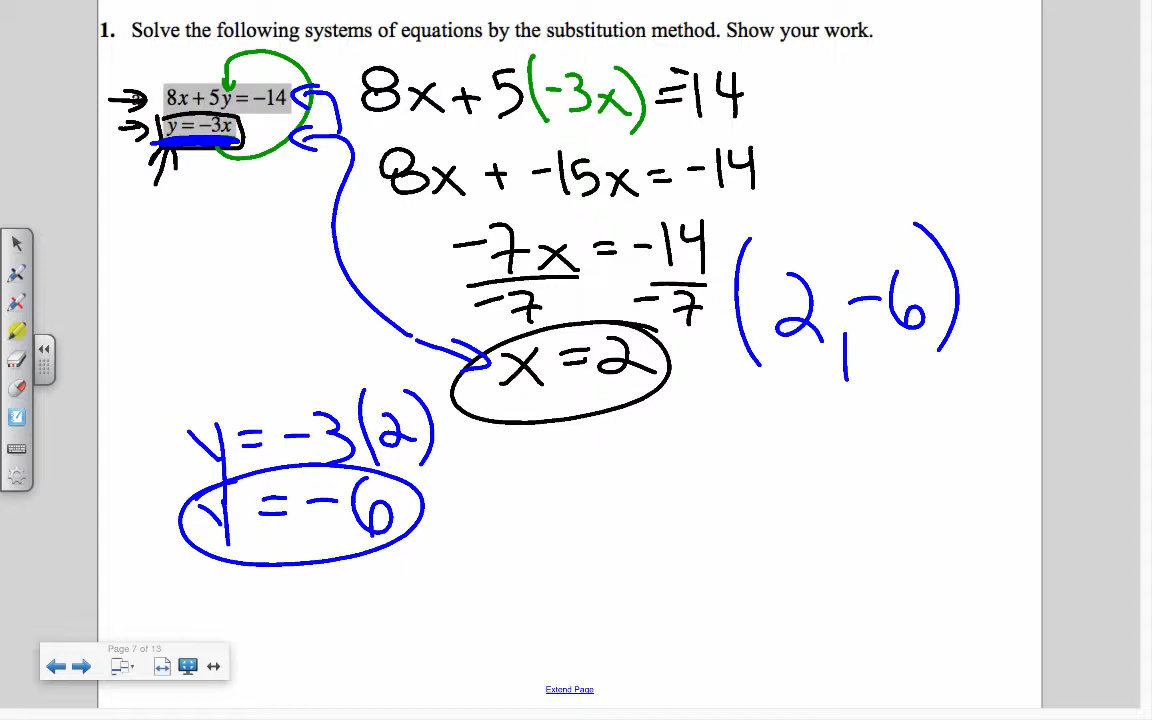 1. Solve the following systems of equations by the substitution method. Show your work.
8x + 5y = −14
y = −3x
8x + 5(-3x) = -14
8x + -15x = -14
-7x = -14
-7 -7
x = 2
(2, -6)
y = -3(2)
y = -6
Page 7 of 13
Extend Page